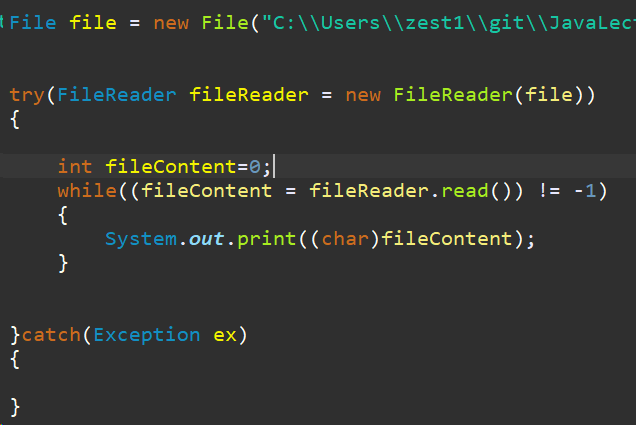 File file = new File("C:\\Users\\zest1\\git\\JavaLect
try(FileReader fileReader = new FileReader(file))
{
int fileContent=0;
while((fileContent = fileReader.read()) != -1)
{
System.out.print((char)fileContent);
}
}catch(Exception ex)
{
}